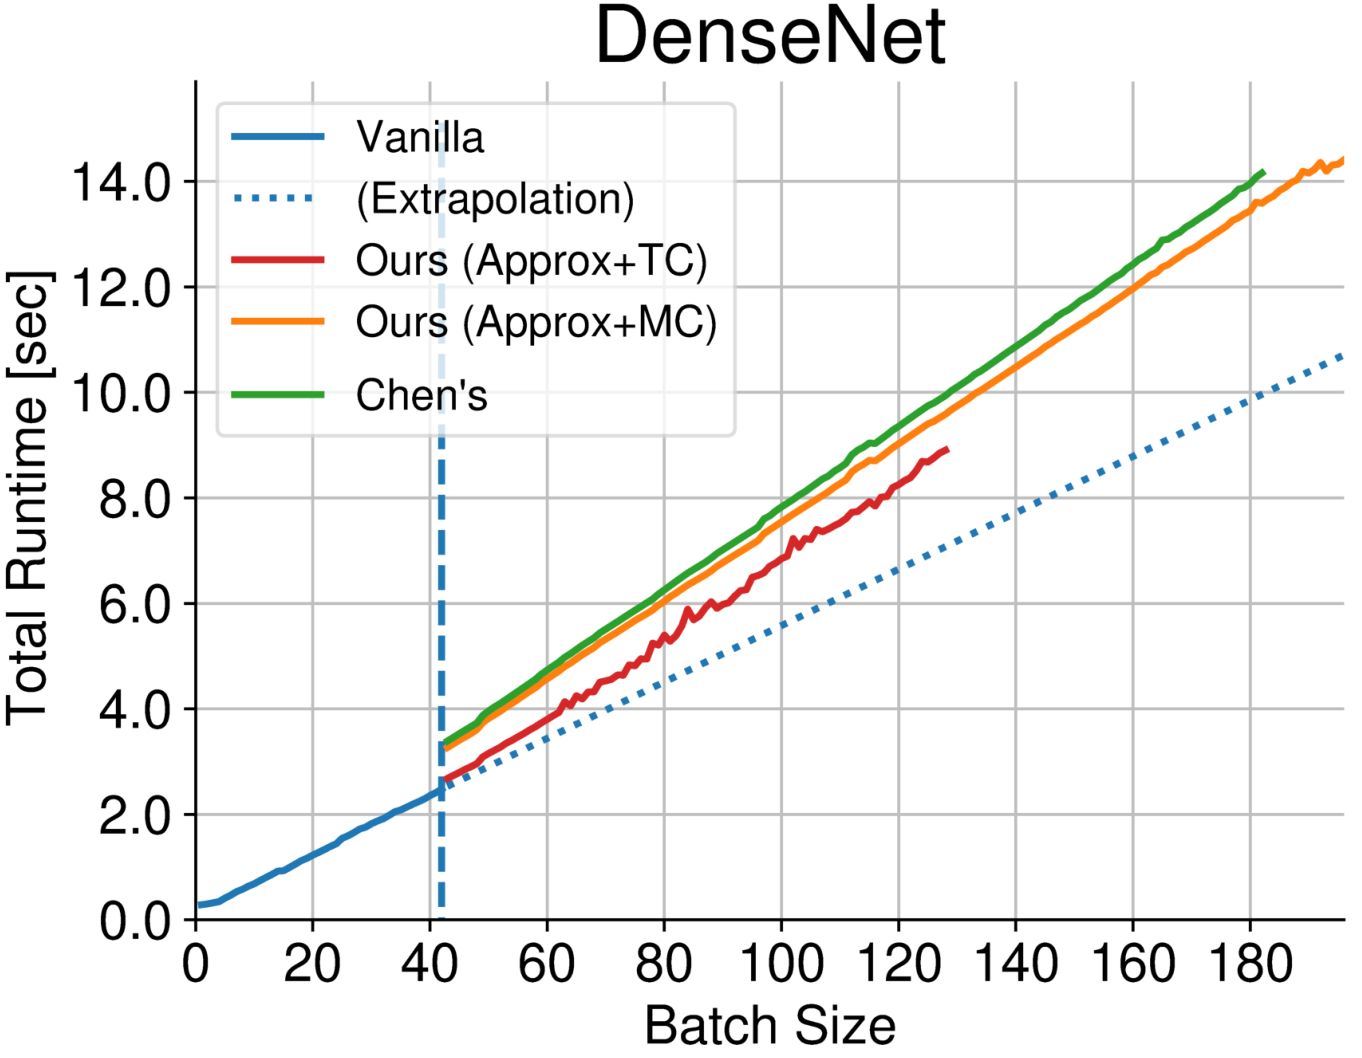 DenseNet
Vanilla
(Extrapolation)
Ours (Approx+TC)
Ours (Approx+MC)
Chen's
Total Runtime [sec]
14.0
12.0
10.0
8.0
6.0
4.0
2.0
0.0
0 20 40 60 80 100 120 140 160 180
Batch Size